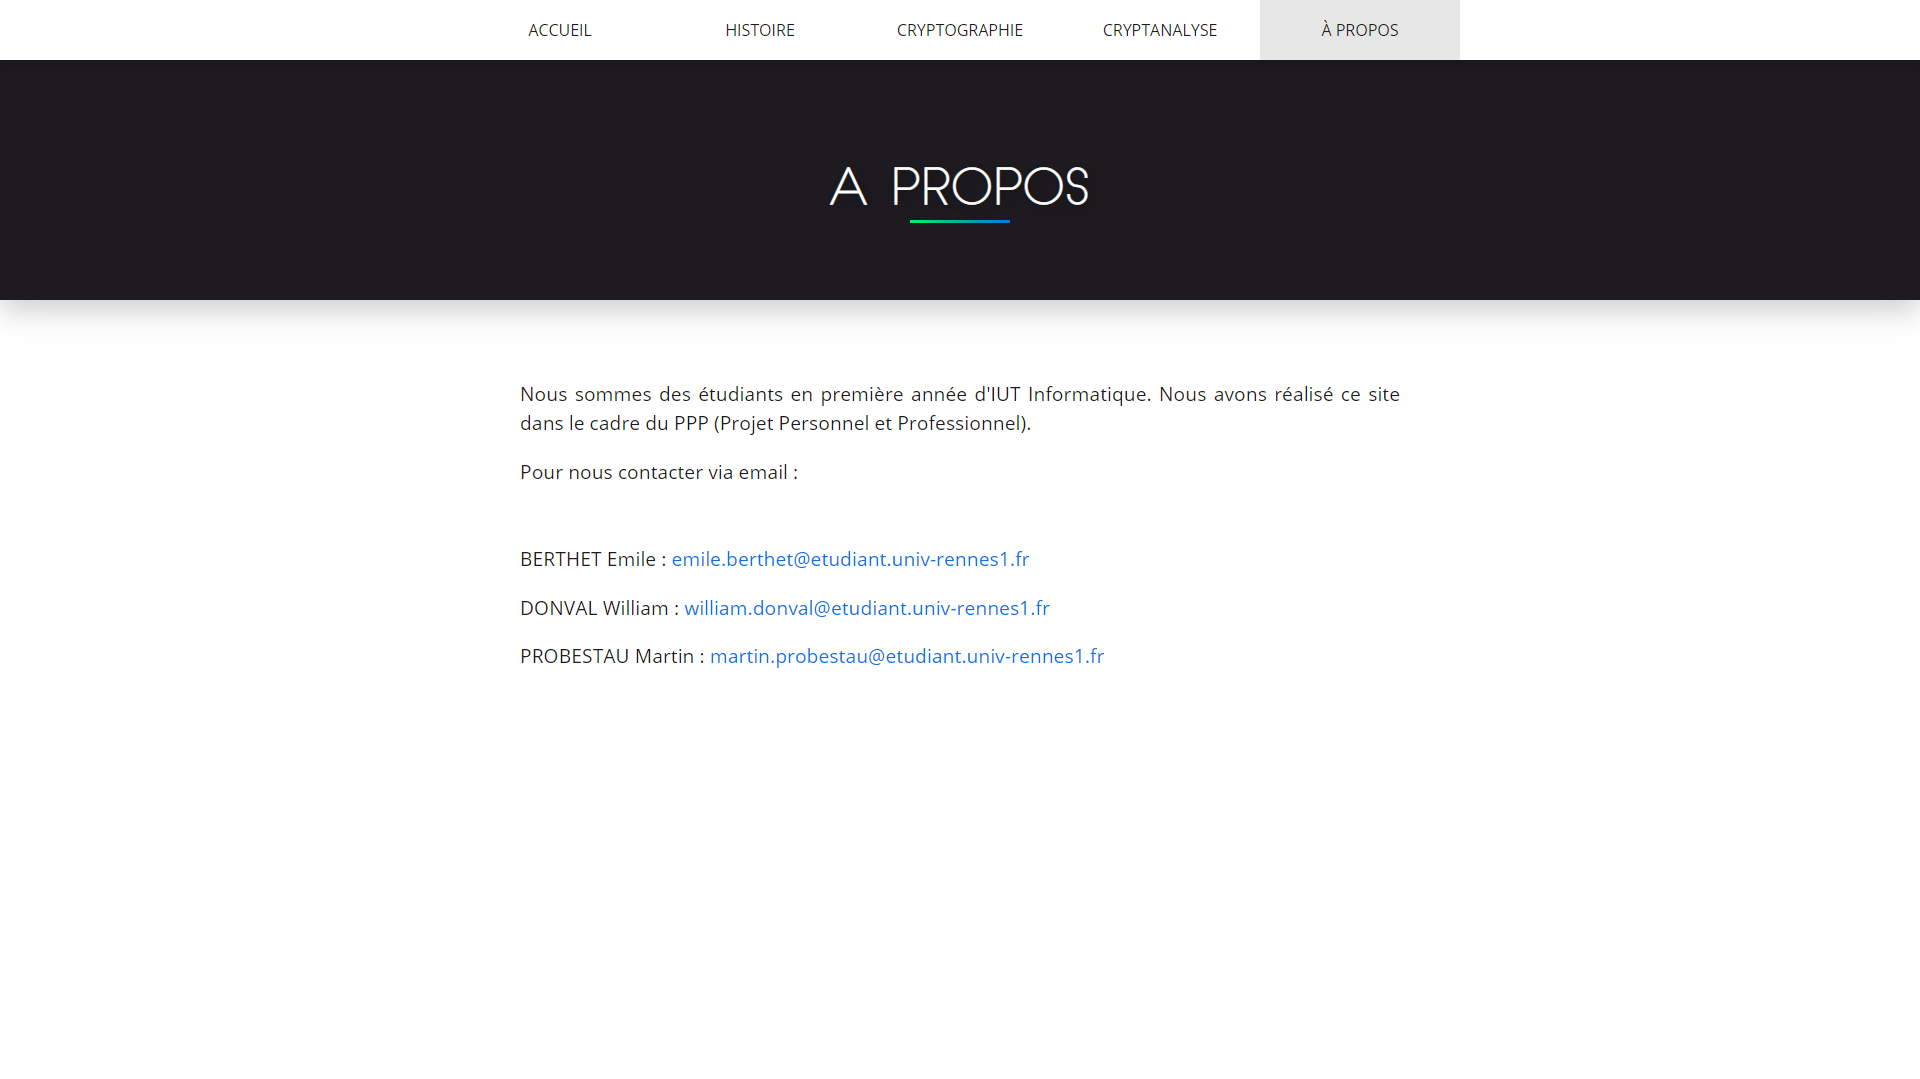 ACCUEIL HISTOIRE CRYPTOGRAPHIE CRYPTANALYSE À PROPOS
A PROPOS
Nous sommes des étudiants en première année d'IUT Informatique. Nous avons réalisé ce site
dans le cadre du PPP (Projet Personnel et Professionnel).
Pour nous contacter via email :
BERTHET Emile : emile.berthet@etudiant.univ-rennes1.fr
DONVAL William : william.donval@etudiant.univ-rennes1.fr
PROBESTAU Martin : martin.probestau@etudiant.univ-rennes1.fr